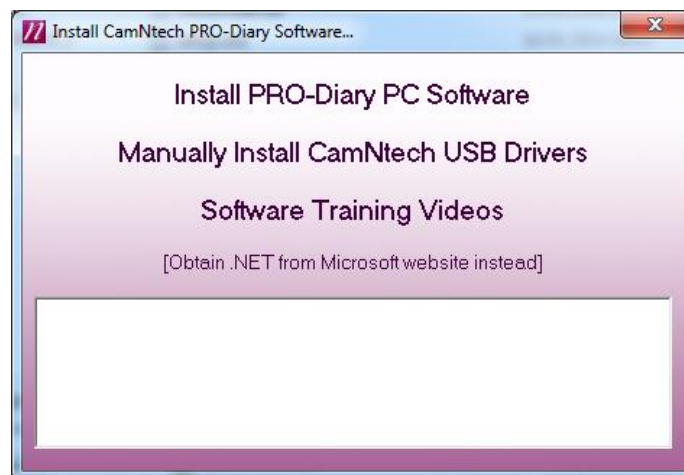 Install CamNtech PRO-Diary Software...
Install PRO-Diary PC Software
Manually Install CamNtech USB Drivers
Software Training Videos
[Obtain .NET from Microsoft website instead]